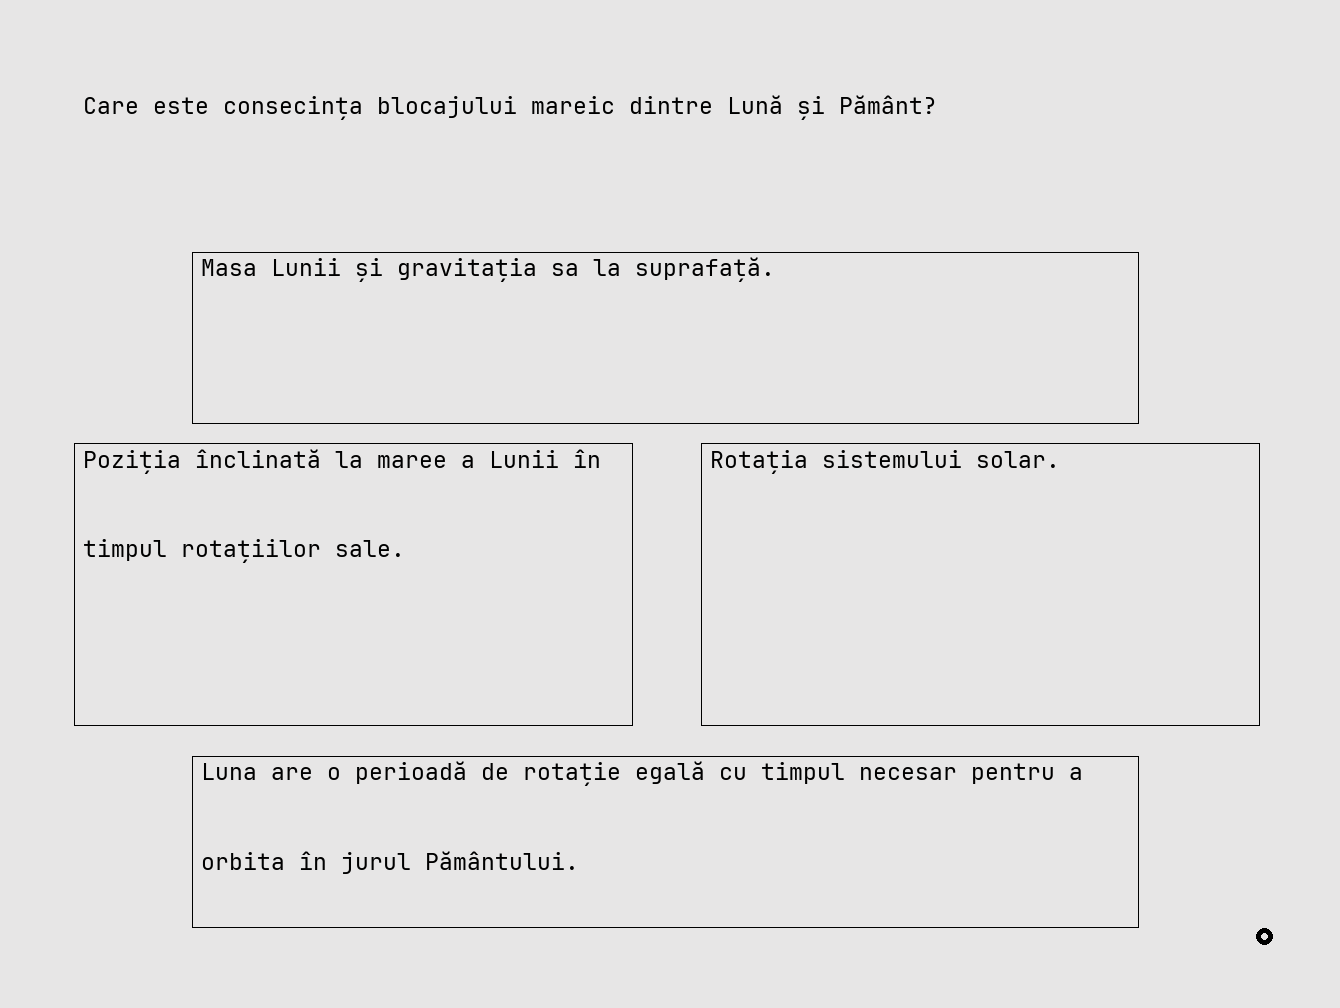 Care este consecința blocajului mareic dintre Lună și Pământ?
Masa Lunii și gravitația sa la suprafață.
Poziția înclinată la maree a Lunii în
timpul rotațiilor sale.
Rotația sistemului solar.
Luna are o perioadă de rotație egală cu timpul necesar pentru a
orbita în jurul Pământului.